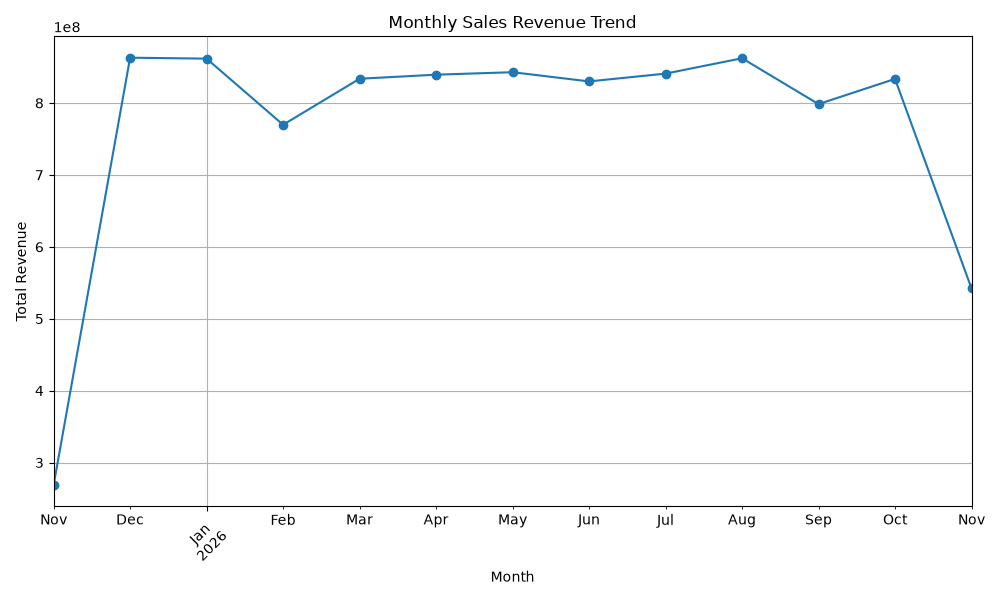 Monthly Sales Revenue Trend
1e8
8
7
6
5
4
3
Total Revenue
Nov Dec Jan Feb Mar Apr May Jun Jul Aug Sep Oct Nov
2026
Month